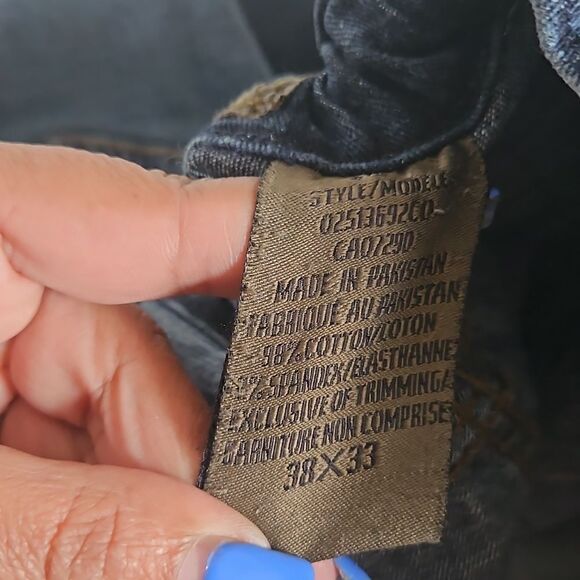 STYLE/MODELE
02513692CD
CA07290
MADE IN PAKISTAN
FABRIQUE AU PAKISTAN
98% COTTON/COTON
2% SPANDEX/ELASTHANNE
EXCLUSIVE OF TRIMMING/
GARNITURE NON COMPRISE
38X33